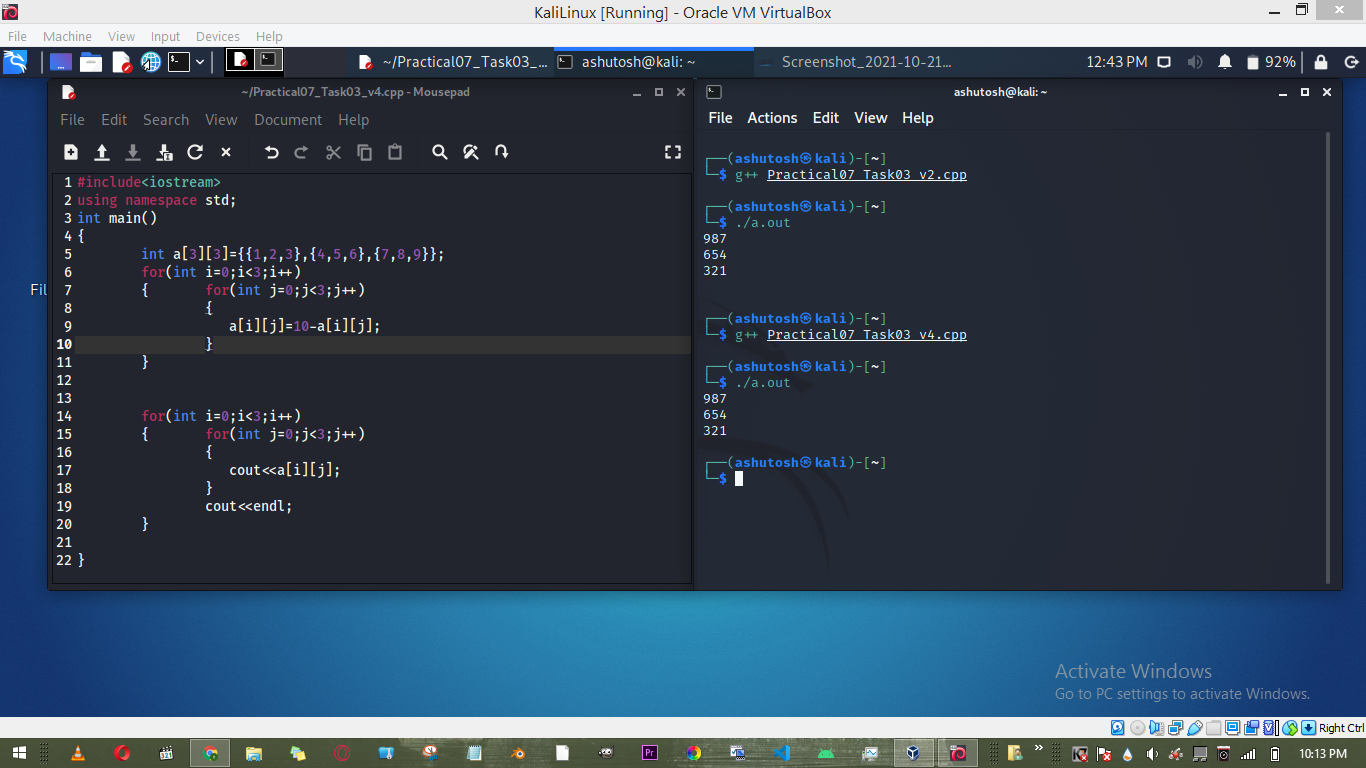 KaliLinux [Running] - Oracle VM VirtualBox
File Machine View Input Devices Help
~/Practical07_Task03_... ashutosh@kali: ~ Screenshot_2021-10-21... 12:43 PM 92%
~/Practical07_Task03_v4.cpp - Mousepad
File Edit Search View Document Help
1 #include<iostream>
2 using namespace std;
3 int main()
4 {
5 int a[3][3]={{1,2,3},{4,5,6},{7,8,9}};
6 for(int i=0;i<3;i++)
7 { for(int j=0;j<3;j++)
8 {
9 a[i][j]=10-a[i][j];
10 }
11 }
12
13
14 for(int i=0;i<3;i++)
15 { for(int j=0;j<3;j++)
16 {
17 cout<<a[i][j];
18 }
19 cout<<endl;
20 }
21
22 }
Fil
ashutosh@kali: ~
File Actions Edit View Help
┌──(ashutosh㉿kali)-[~]
└─$ g++ Practical07_Task03_v2.cpp
┌──(ashutosh㉿kali)-[~]
└─$ ./a.out
987
654
321
┌──(ashutosh㉿kali)-[~]
└─$ g++ Practical07_Task03_v4.cpp
┌──(ashutosh㉿kali)-[~]
└─$ ./a.out
987
654
321
┌──(ashutosh㉿kali)-[~]
└─$
Activate Windows
Go to PC settings to activate Windows.
Right Ctrl
Pr
10:13 PM